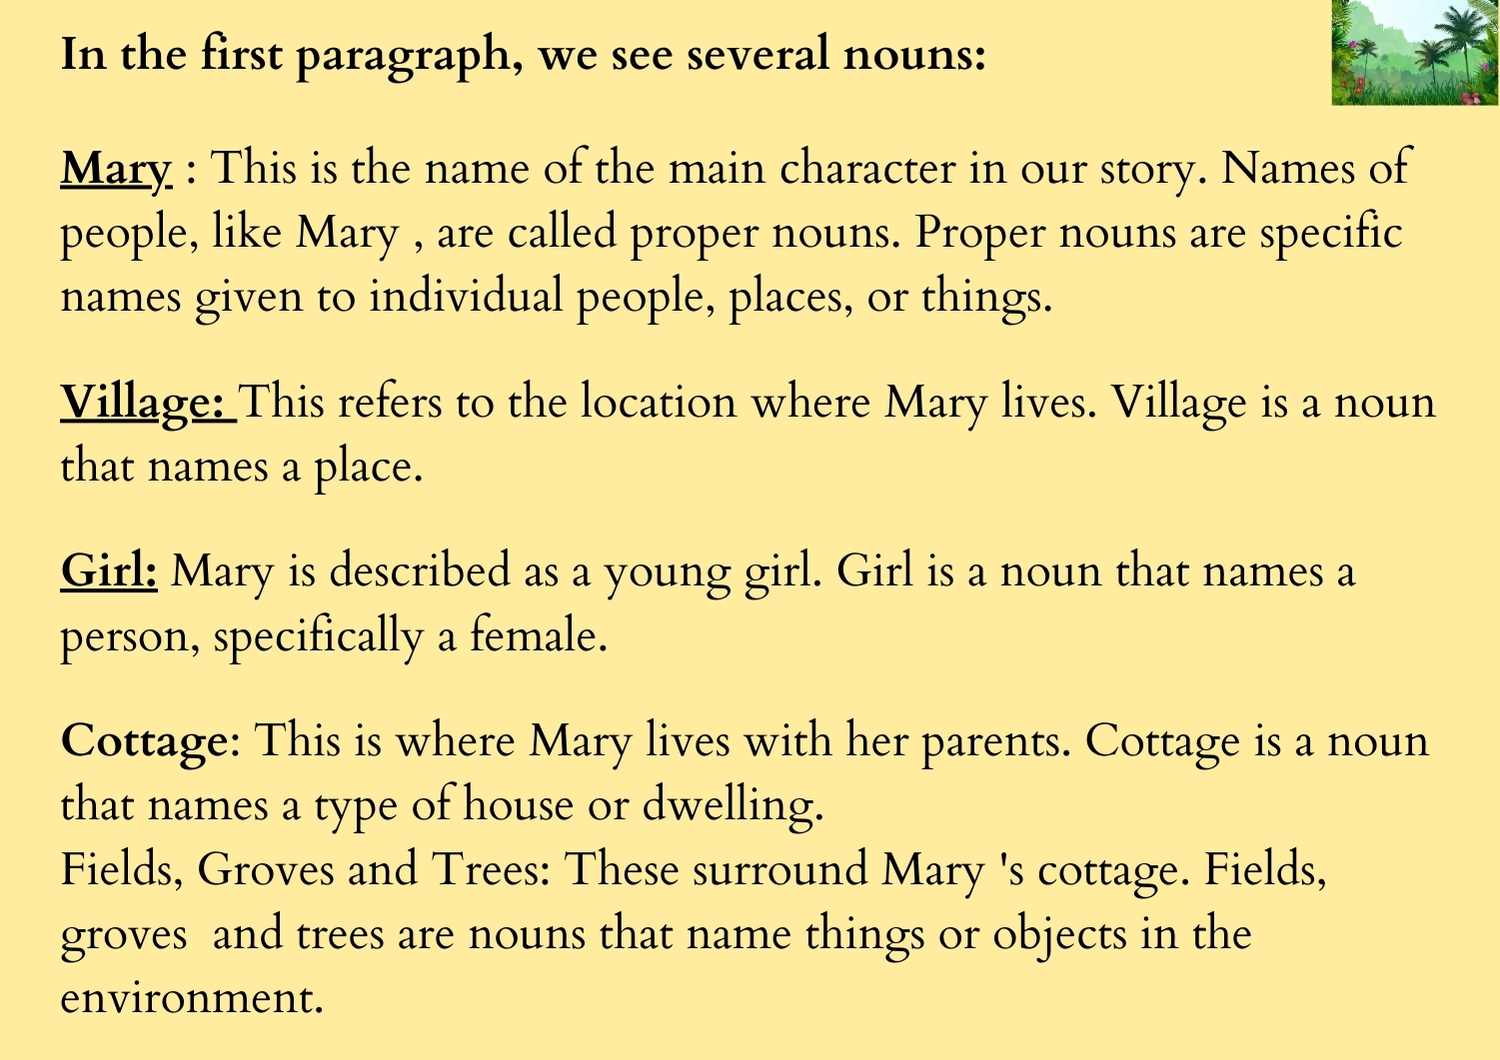 In the first paragraph, we see several nouns:
Mary : This is the name of the main character in our story. Names of
people, like Mary , are called proper nouns. Proper nouns are specific
names given to individual people, places, or things.
Village: This refers to the location where Mary lives. Village is a noun
that names a place.
Girl: Mary is described as a young girl. Girl is a noun that names a
person, specifically a female.
Cottage: This is where Mary lives with her parents. Cottage is a noun
that names a type of house or dwelling.
Fields, Groves and Trees: These surround Mary 's cottage. Fields,
groves  and trees are nouns that name things or objects in the
environment.